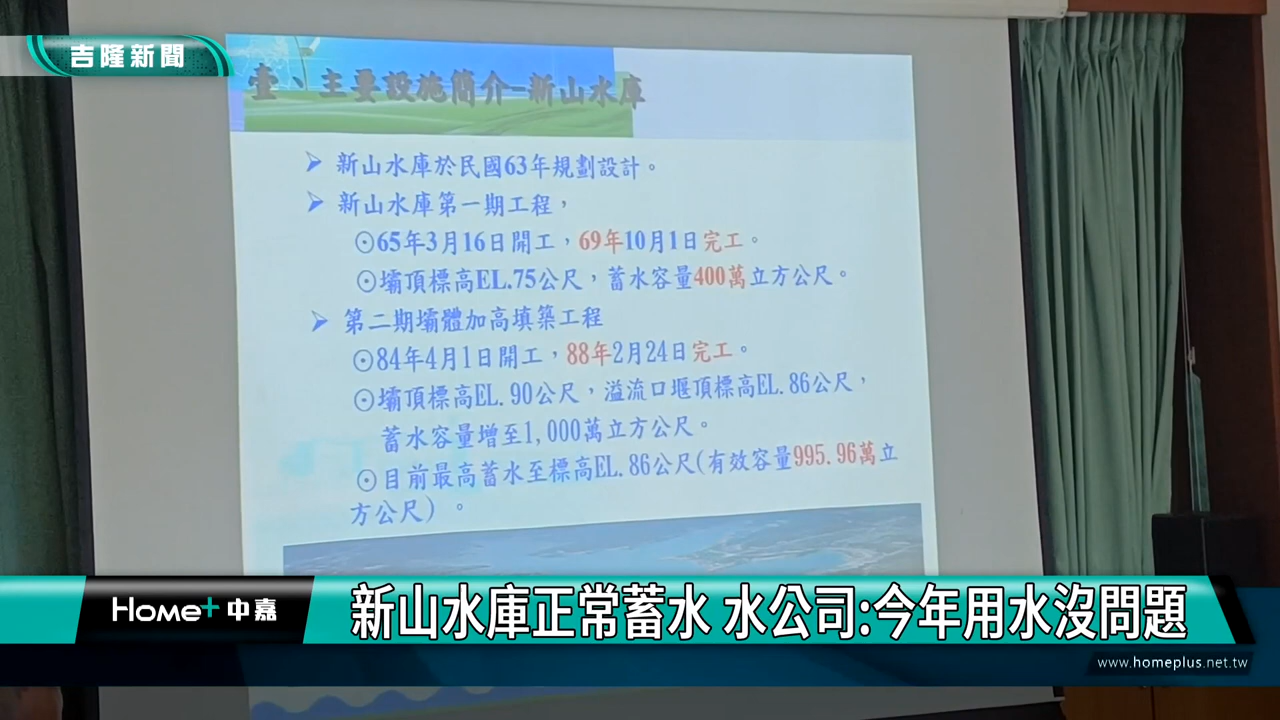 吉隆新聞
壹、主要設施簡介-新山水庫
➢ 新山水庫於民國63年規劃設計。
➢ 新山水庫第一期工程，
⊙65年3月16日開工，69年10月1日完工。
⊙壩頂標高EL.75公尺，蓄水容量400萬立方公尺。
➢ 第二期壩體加高填築工程
⊙84年4月1日開工，88年2月24日完工。
⊙壩頂標高EL.90公尺，溢流口堰頂標高EL.86公尺，
蓄水容量增至1,000萬立方公尺。
⊙目前最高蓄水至標高EL.86公尺(有效容量995.96萬立
方公尺)。
Home+中嘉
新山水庫正常蓄水 水公司:今年用水沒問題
www.homeplus.net.tw